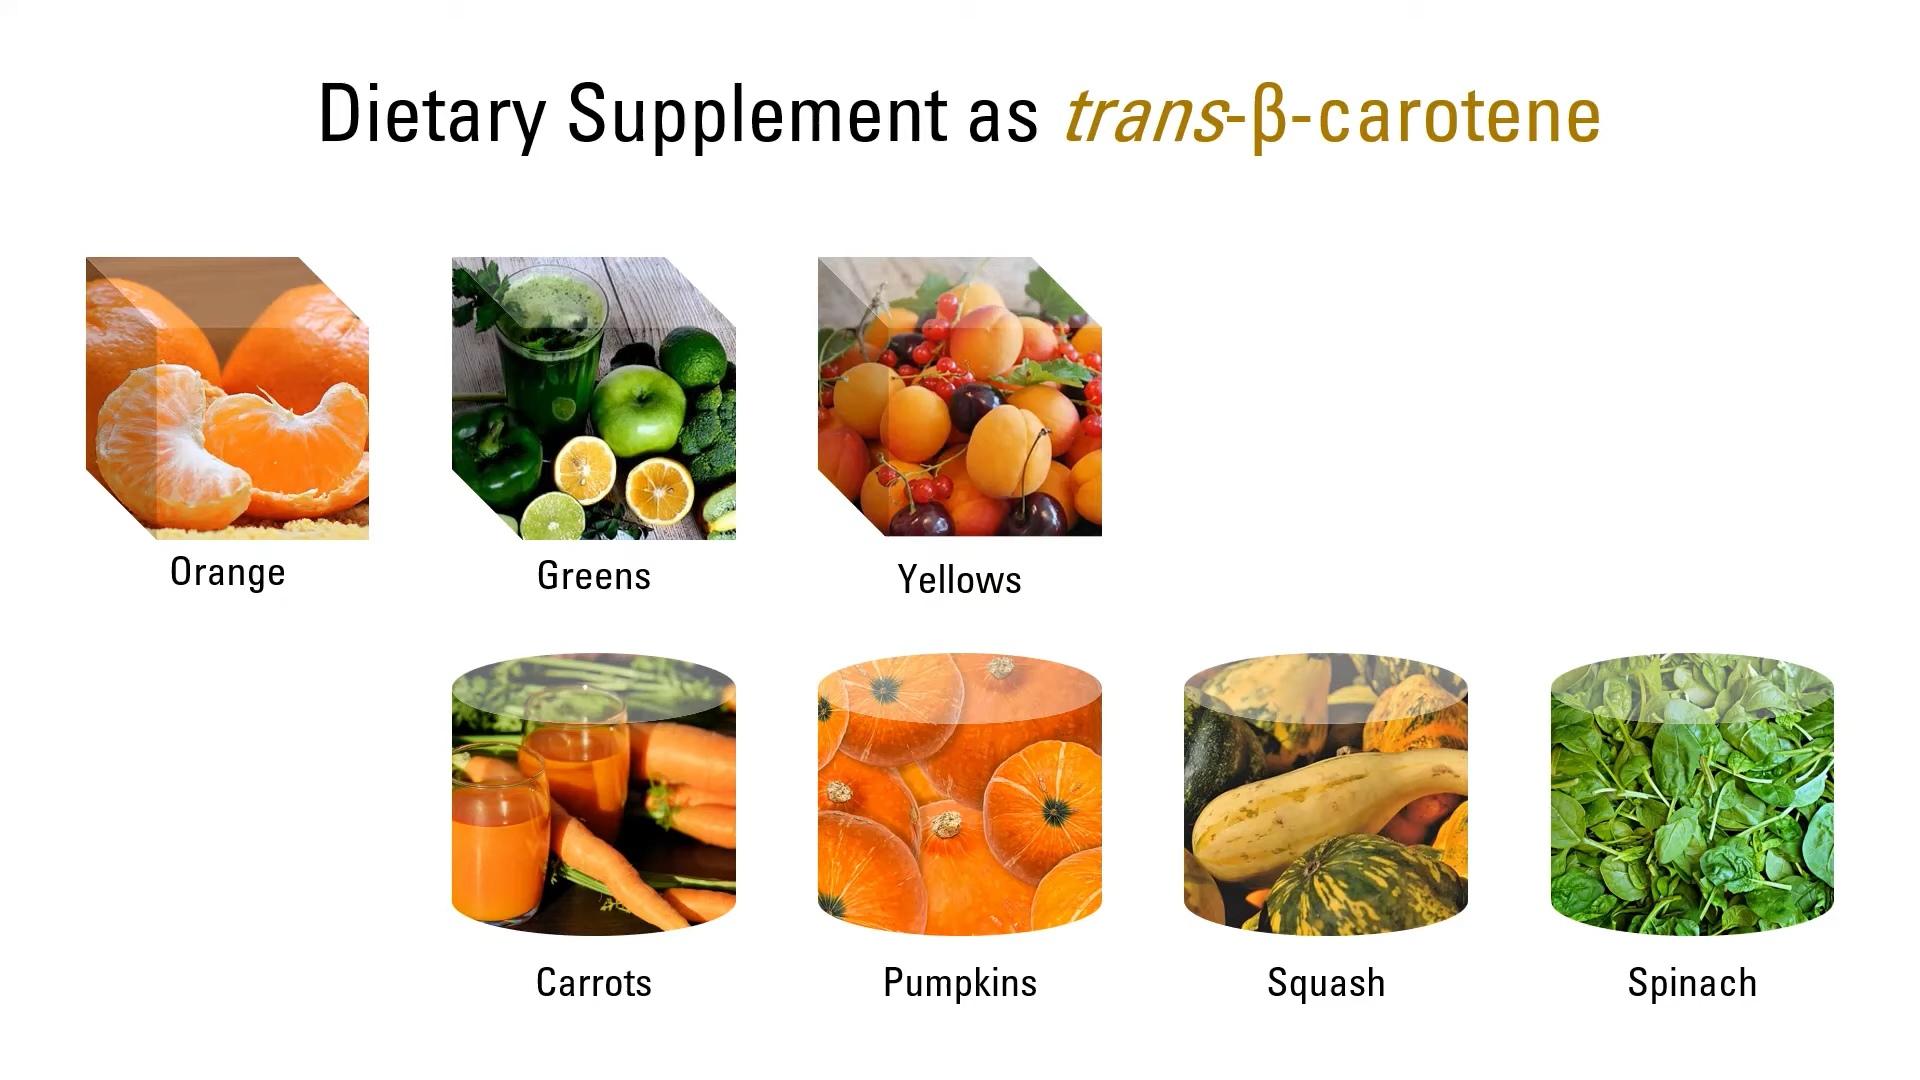 Dietary Supplement as trans-β-carotene
Orange
Greens
Yellows
Carrots
Pumpkins
Squash
Spinach